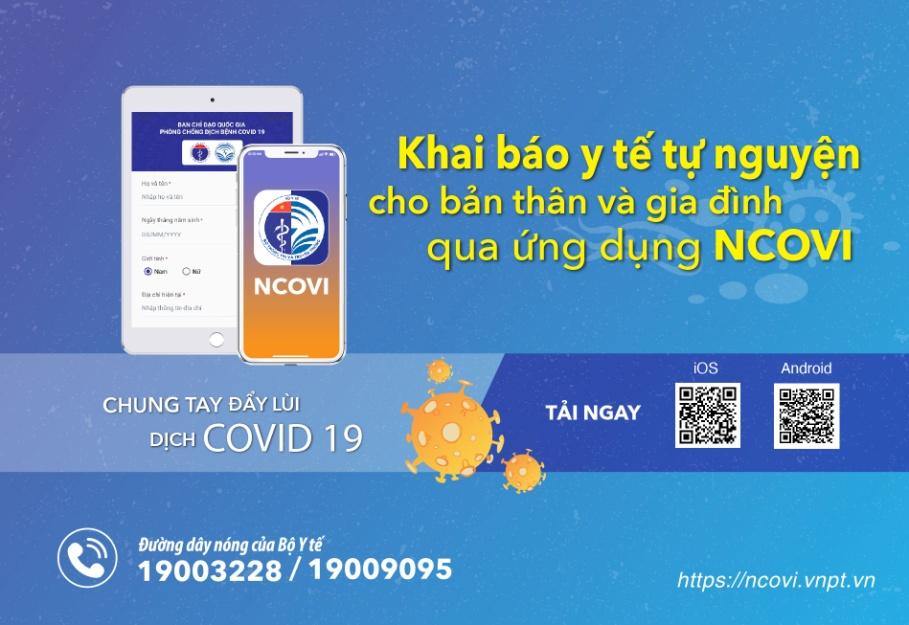 BAN CHỈ ĐẠO QUỐC GIA
PHÒNG CHỐNG DỊCH BỆNH COVID 19
Họ và tên *
Nhập họ và tên
Ngày tháng năm sinh *
DD/MM/YYYY
Giới tính *
Nam Nữ
Địa chỉ hiện tại *
Nhập thông tin địa chỉ
BỘ Y TẾ
NCOVI
Khai báo y tế tự nguyện
cho bản thân và gia đình
qua ứng dụng NCOVI
CHUNG TAY ĐẨY LÙI
DỊCH COVID 19
TẢI NGAY
iOS
Android
Đường dây nóng của Bộ Y tế
19003228 / 19009095
https://ncovi.vnpt.vn